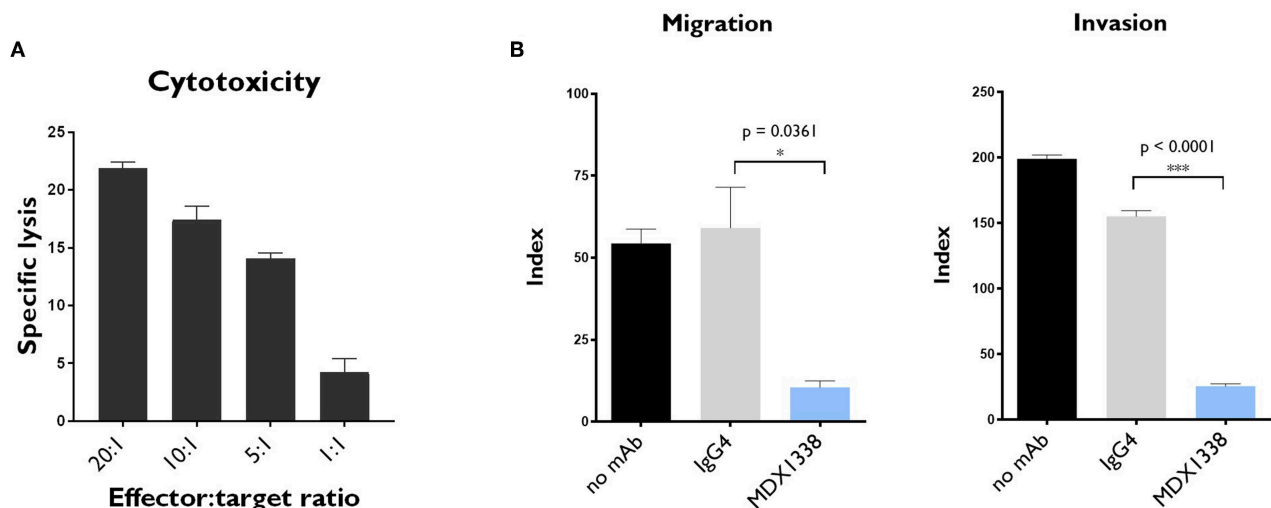 A
Cytotoxicity
Specific lysis
25
20
15
10
5
0
20:1
10:1
5:1
1:1
Effector:target ratio
B
Migration
Index
100
75
50
25
0
p = 0.0361
*
no mAb
IgG4
MDX1338
Invasion
Index
250
200
150
100
50
0
p < 0.0001
***
no mAb
IgG4
MDX1338